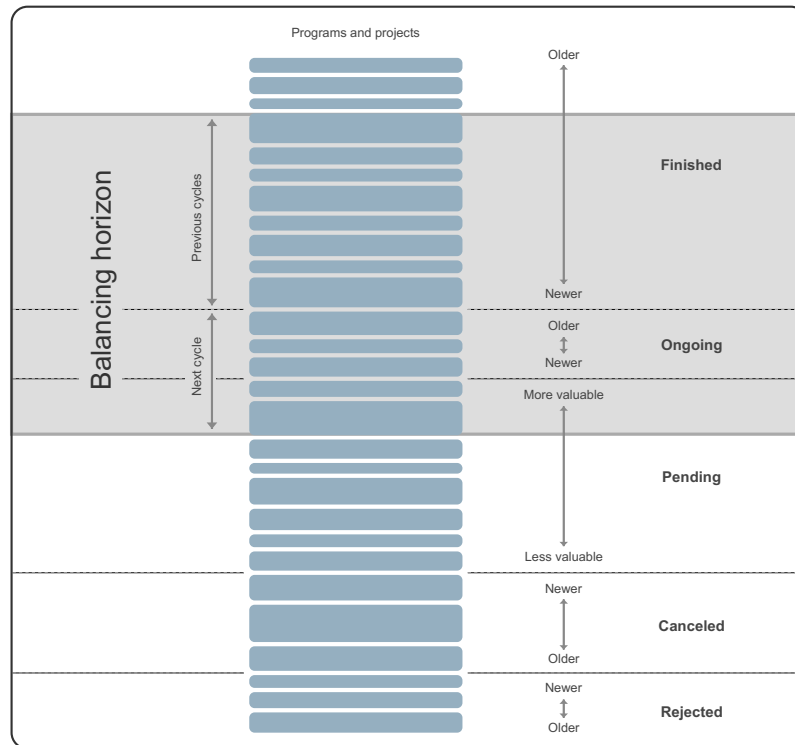 Programs and projects
Older
Finished
Balancing horizon
Previous cycles
Newer
Older
Ongoing
Next cycle
Newer
More valuable
Pending
Less valuable
Newer
Canceled
Older
Newer
Rejected
Older